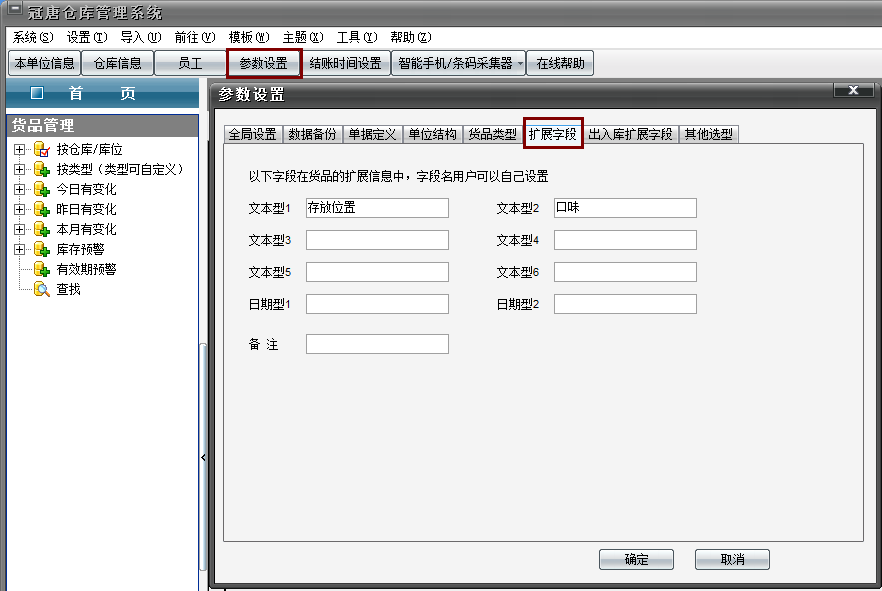 冠唐仓库管理系统
系统(S) 设置(T) 导入(U) 前往(V) 模板(W) 主题(X) 工具(Y) 帮助(Z)
本单位信息 仓库信息 员工 参数设置 结账时间设置 智能手机/条码采集器 在线帮助
首 页
货品管理
按仓库/库位
按类型（类型可自定义）
今日有变化
昨日有变化
本月有变化
库存预警
有效期预警
查找
参数设置
X
全局设置 数据备份 单据定义 单位结构 货品类型 扩展字段 出入库扩展字段 其他选型
以下字段在货品的扩展信息中，字段名用户可以自己设置
文本型1 存放位置 文本型2 口味
文本型3 文本型4
文本型5 文本型6
日期型1 日期型2
备 注
确定 取消